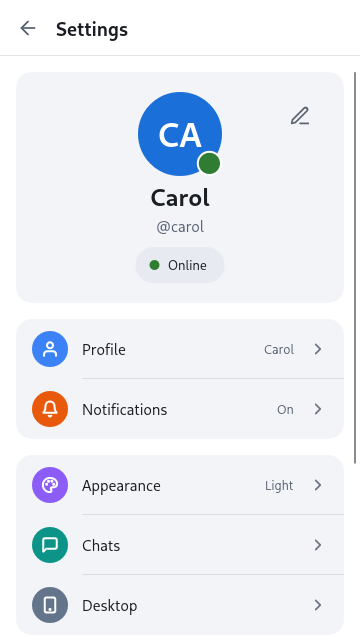 Settings
CA
Carol
@carol
Online
Profile Carol
Notifications On
Appearance Light
Chats
Desktop